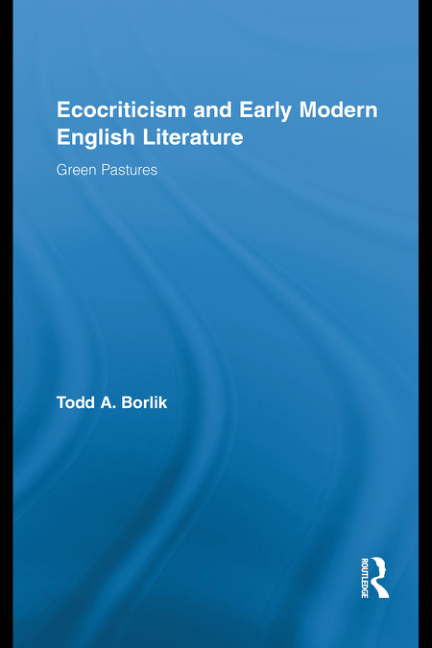 Ecocriticism and Early Modern
English Literature
Green Pastures
Todd A. Borlik
ROUTLEDGE